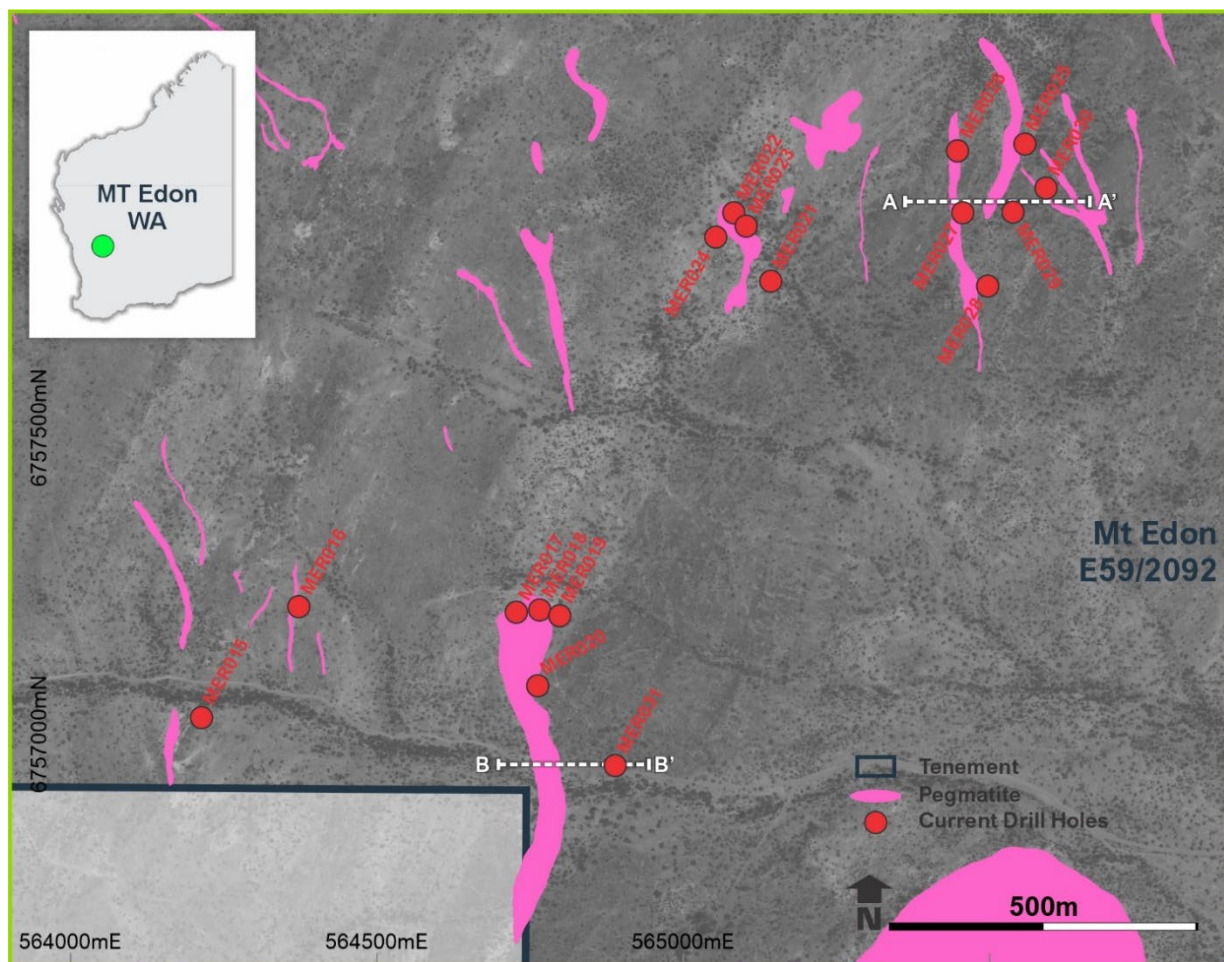 MT Edon
WA
MER026
MER025
MER030
MER022
MER023
A
A'
MER024
MER021
MER027
MER029
MER028
6757500mN
Mt Edon
E59/2092
MER016
MER017
MER018
MER019
MER015
MER020
MER031
6757000mN
B
B'
Tenement
Pegmatite
Current Drill Holes
N
500m
564000mE
564500mE
565000mE